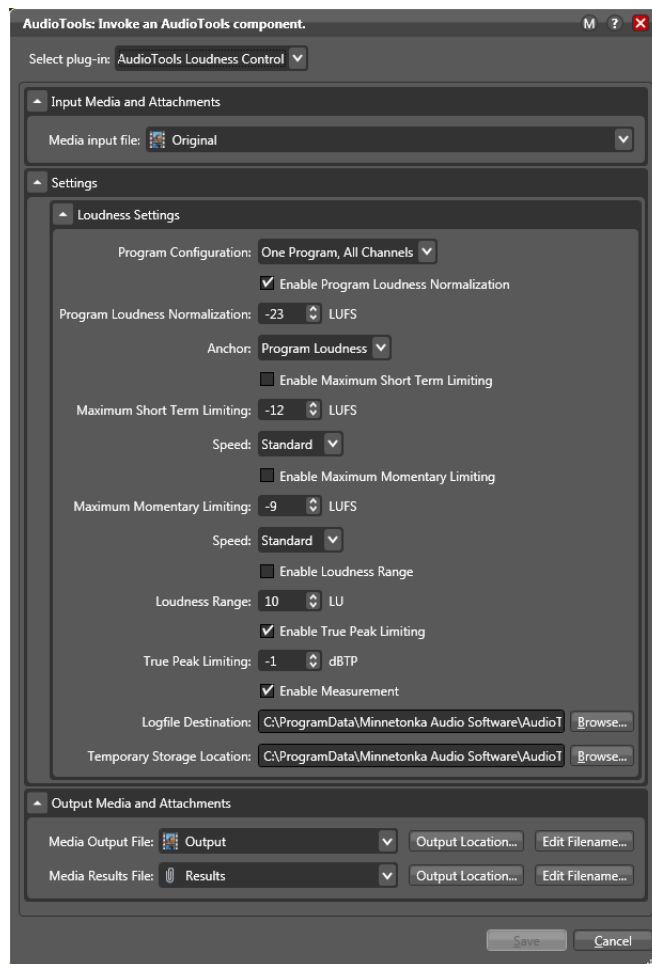 AudioTools: Invoke an AudioTools component. M ?
Select plug-in: AudioTools Loudness Control
Input Media and Attachments
Media input file: Original
Settings
Loudness Settings
Program Configuration: One Program, All Channels
Enable Program Loudness Normalization
Program Loudness Normalization: -23 LUFS
Anchor: Program Loudness
Enable Maximum Short Term Limiting
Maximum Short Term Limiting: -12 LUFS
Speed: Standard
Enable Maximum Momentary Limiting
Maximum Momentary Limiting: -9 LUFS
Speed: Standard
Enable Loudness Range
Loudness Range: 10 LU
Enable True Peak Limiting
True Peak Limiting: -1 dBTP
Enable Measurement
Logfile Destination: C:\ProgramData\Minnetonka Audio Software\AudioT Browse...
Temporary Storage Location: C:\ProgramData\Minnetonka Audio Software\AudioT Browse...
Output Media and Attachments
Media Output File: Output Output Location... Edit Filename...
Media Results File: Results Output Location... Edit Filename...
Save Cancel